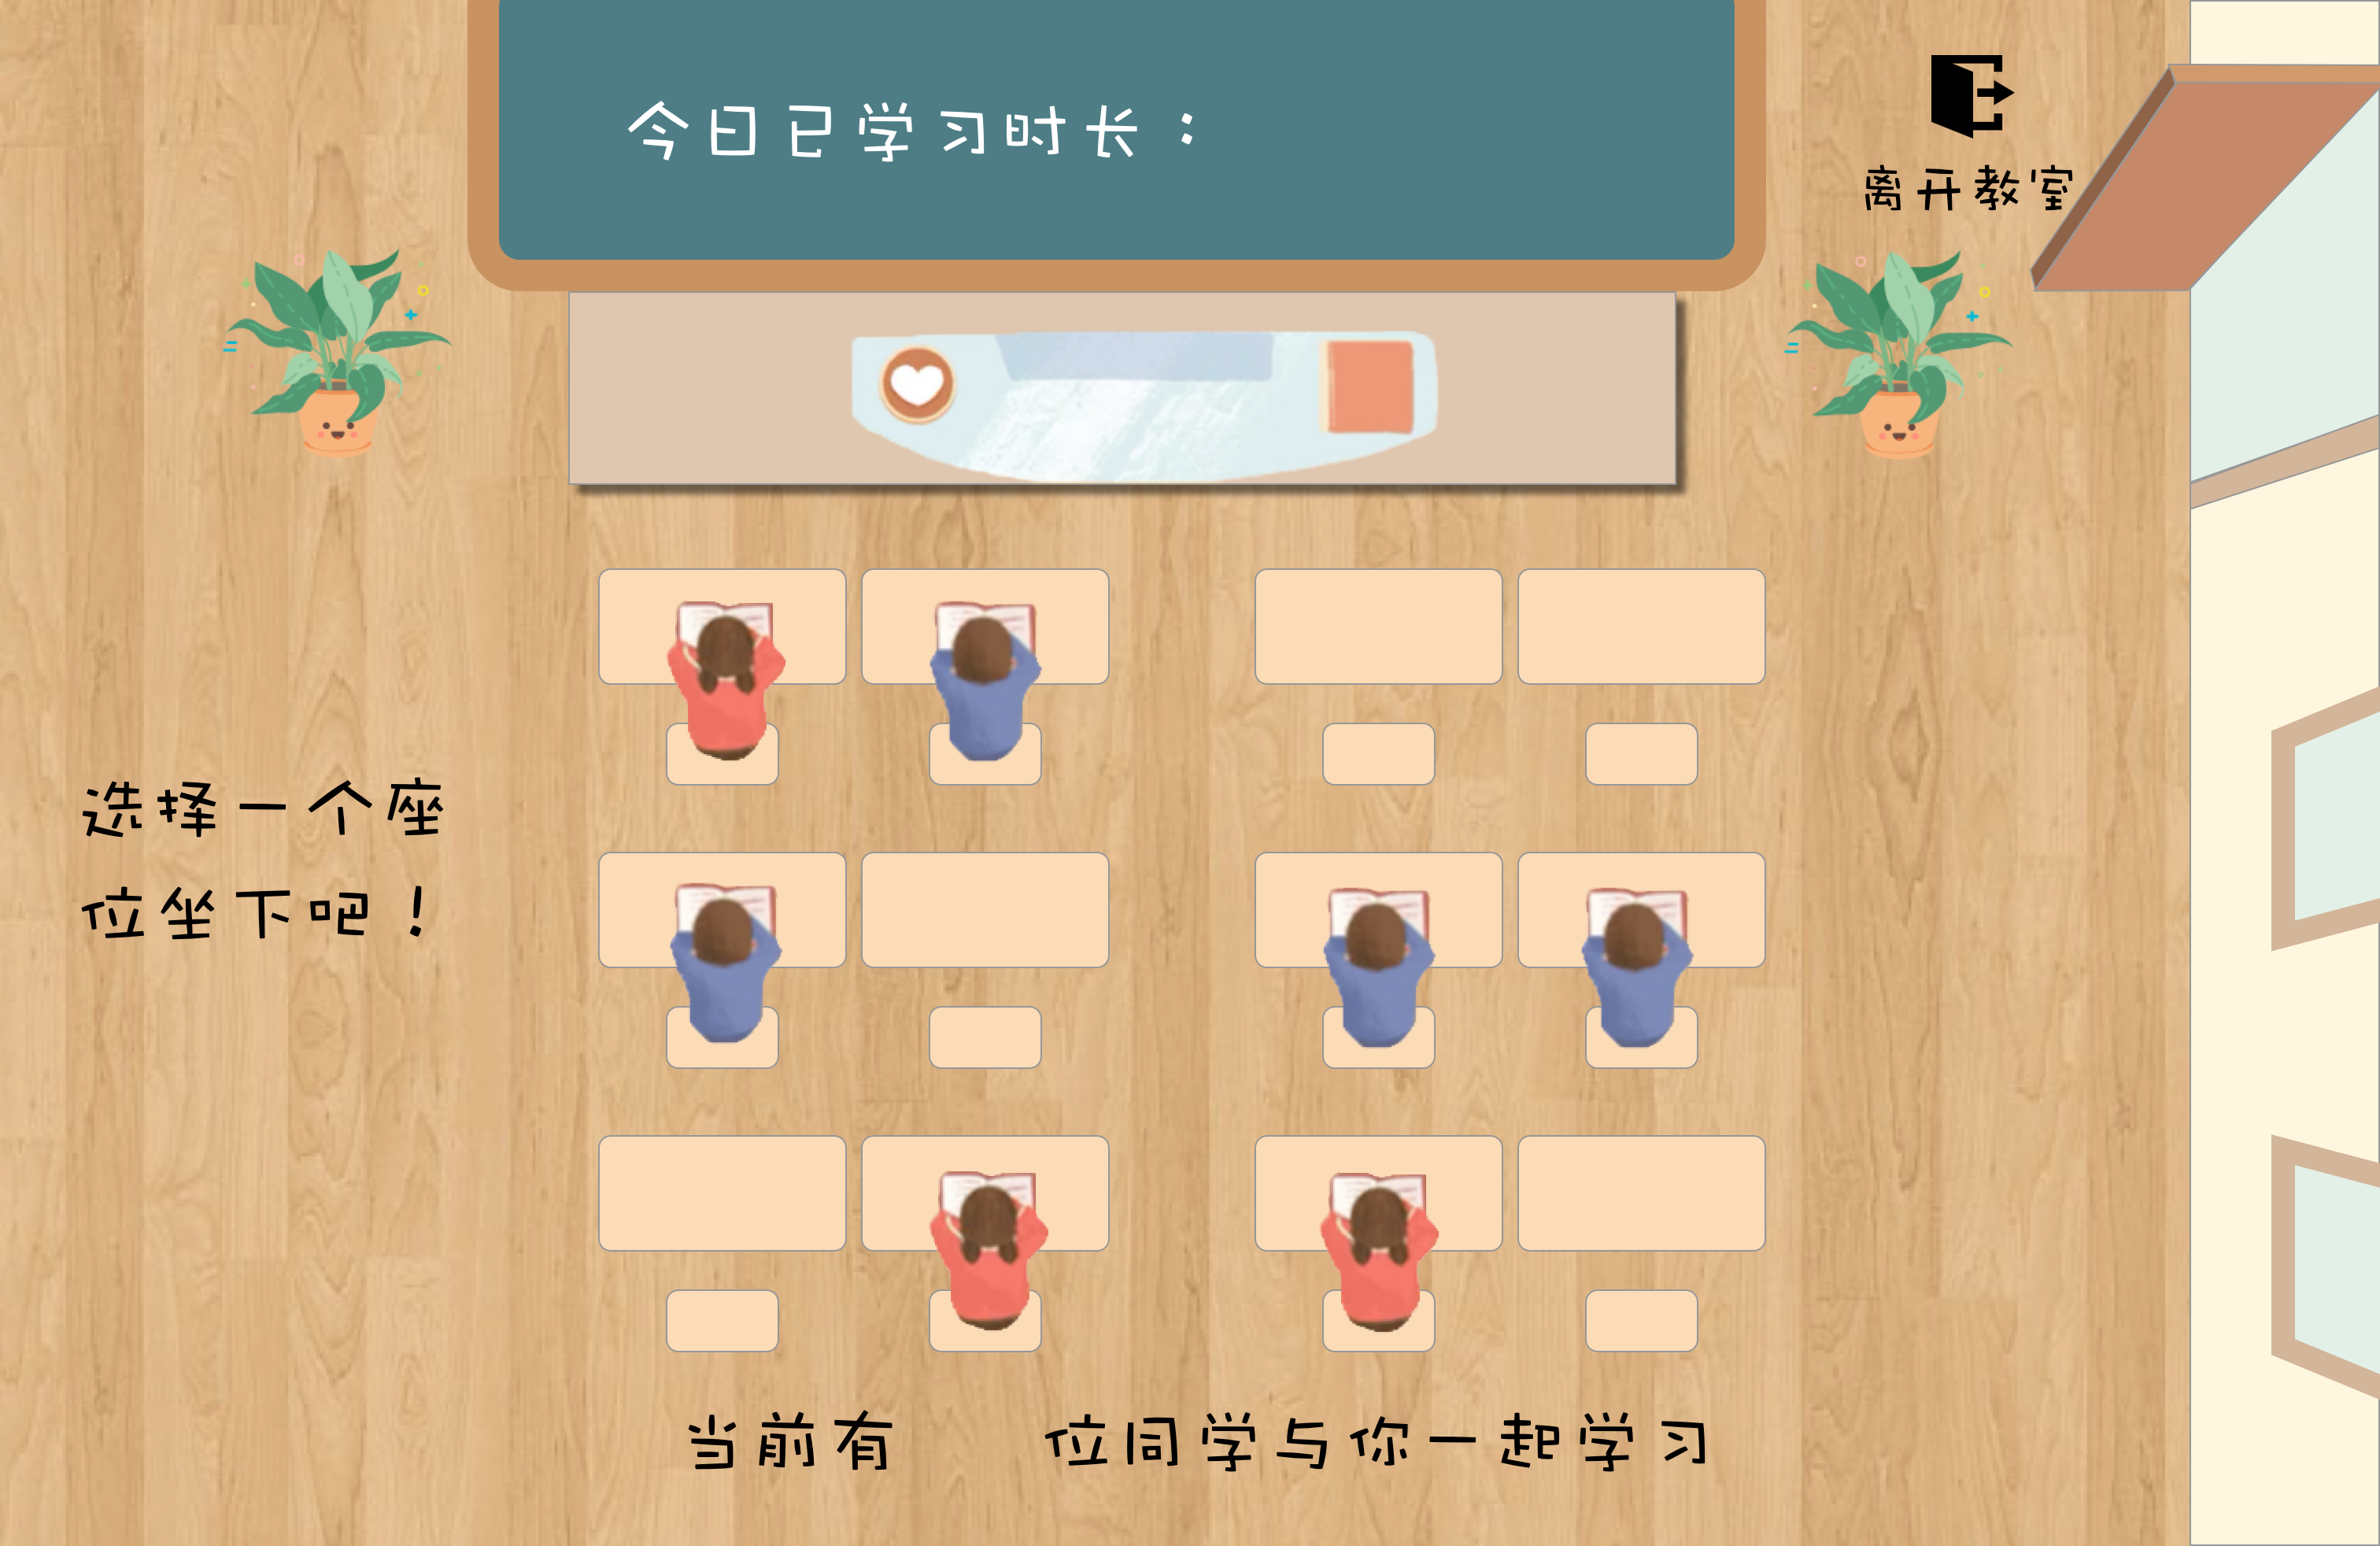 今日已学习时长：
离开教室
选择一个座
位坐下吧！
当前有 位同学与你一起学习